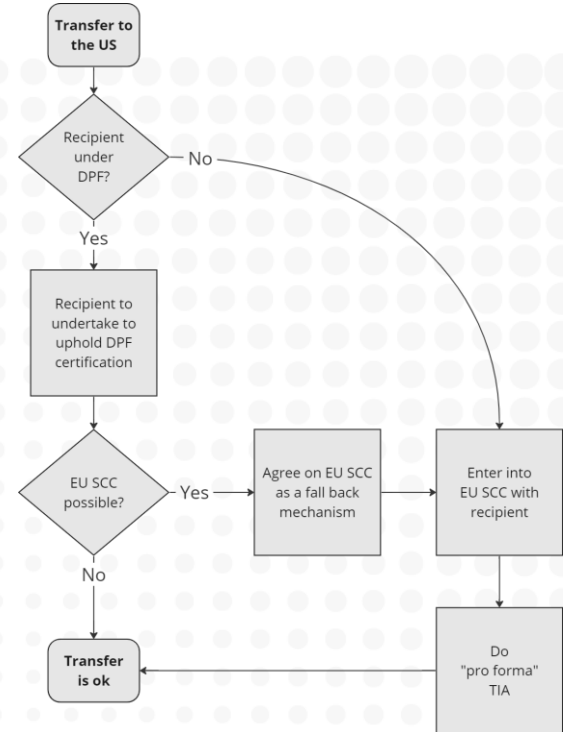 Transfer to
the US
Recipient
under
DPF?
No
Yes
Recipient to
undertake to
uphold DPF
certification
EU SCC
possible?
Yes
Agree on EU SCC
as a fall back
mechanism
Enter into
EU SCC with
recipient
No
Do
"pro forma"
TIA
Transfer
is ok